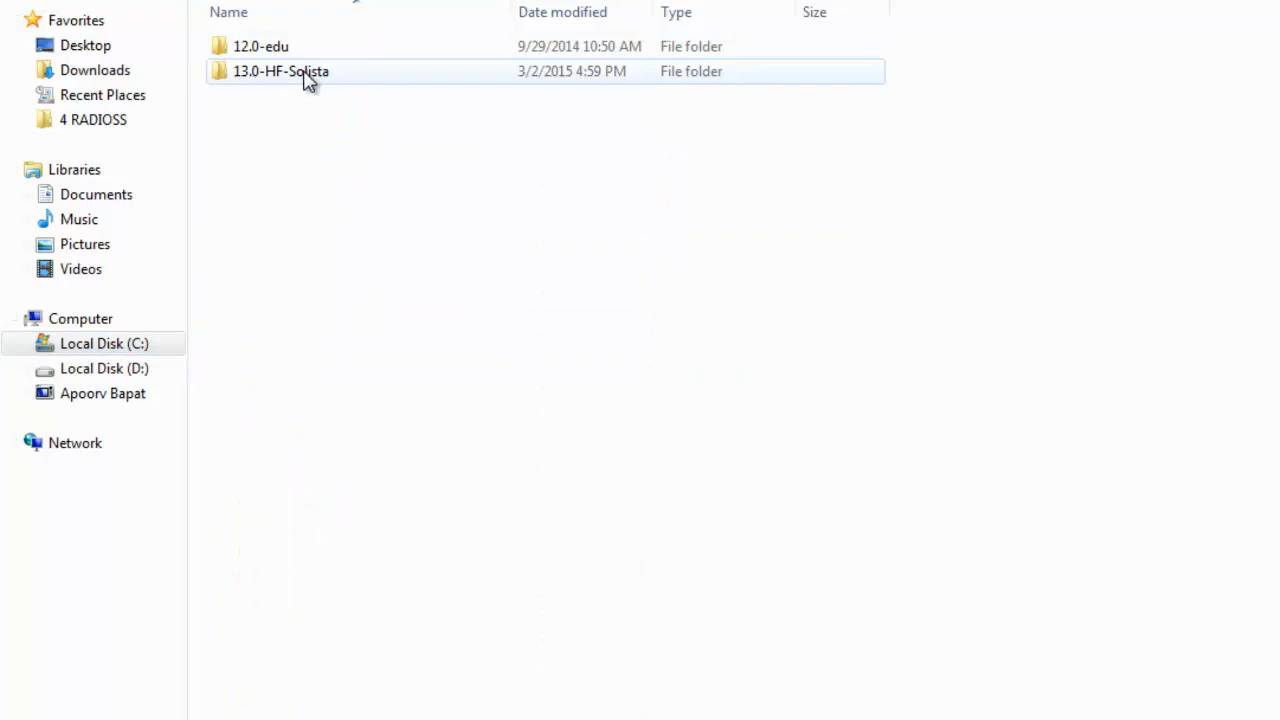 Favorites
Desktop
Downloads
Recent Places
4 RADIOSS
Libraries
Documents
Music
Pictures
Videos
Computer
Local Disk (C:)
Local Disk (D:)
Apoorv Bapat
Network
Name Date modified Type Size
12.0-edu 9/29/2014 10:50 AM File folder
13.0-HF-Solista 3/2/2015 4:59 PM File folder